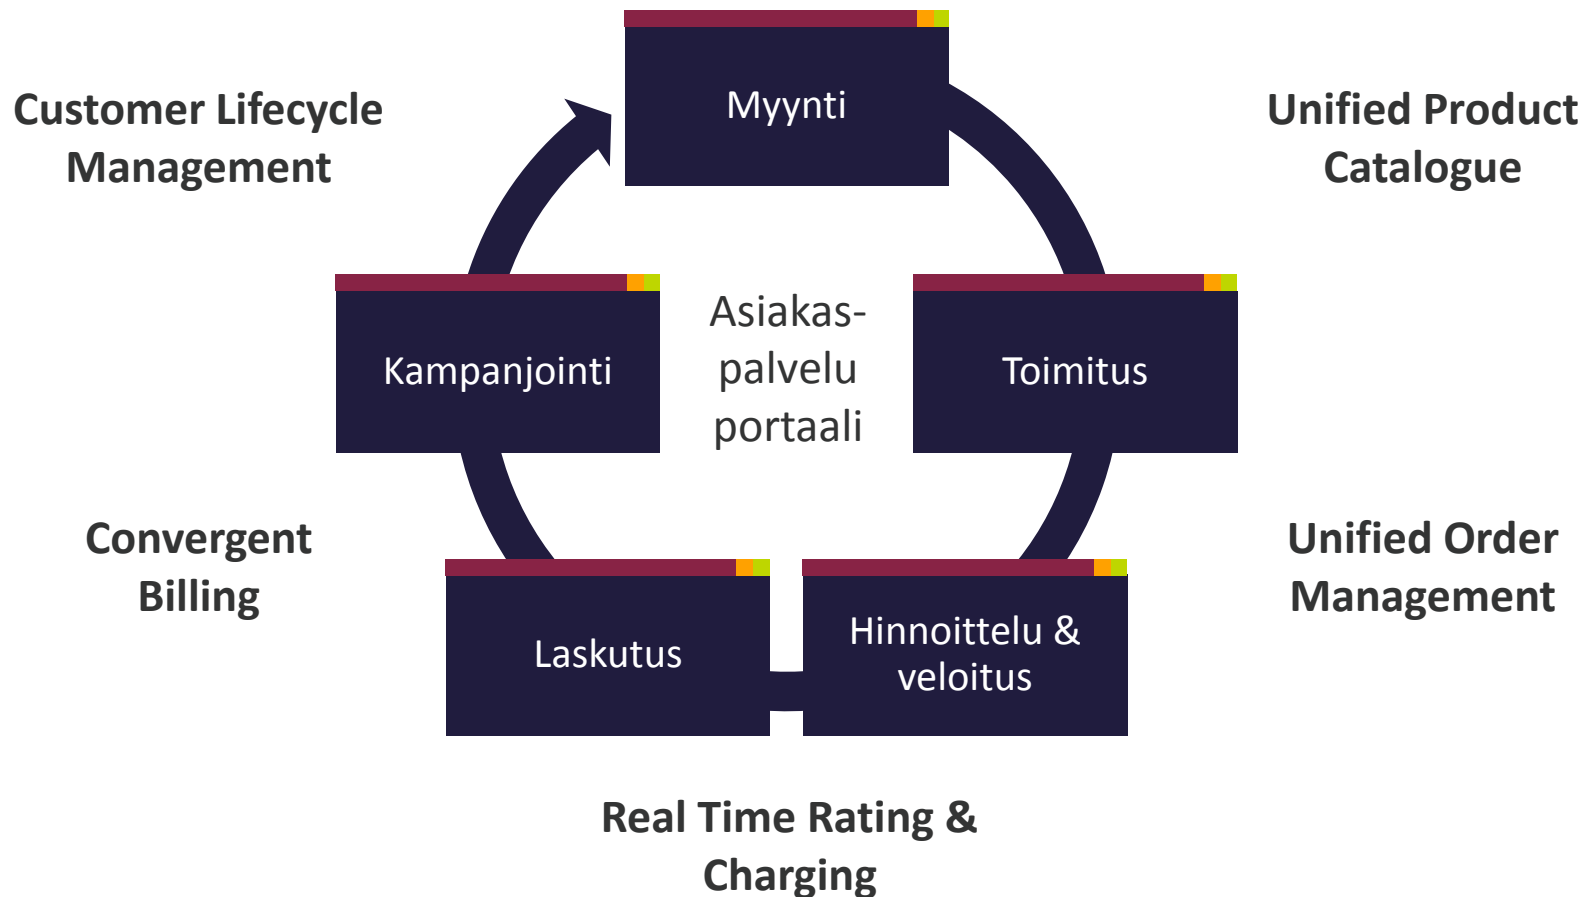 Myynti
Customer Lifecycle
Management
Unified Product
Catalogue
Kampanjointi
Asiakas-
palvelu
portaali
Toimitus
Convergent
Billing
Unified Order
Management
Laskutus
Hinnoittelu &
veloitus
Real Time Rating &
Charging